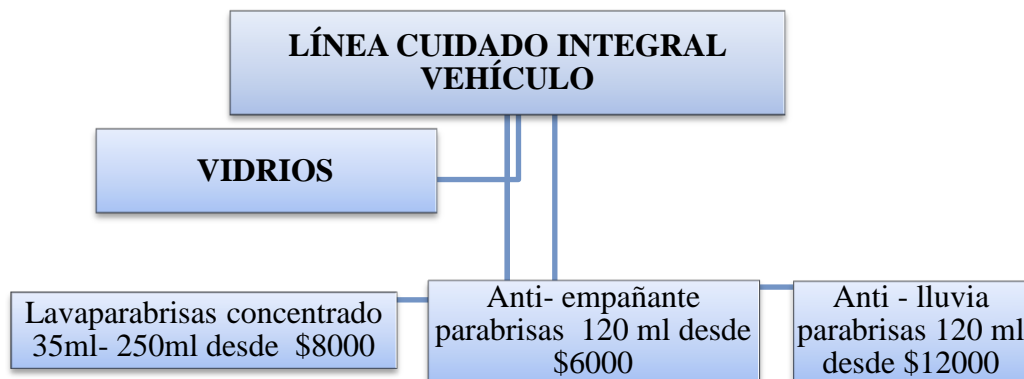 LÍNEA CUIDADO INTEGRAL
VEHÍCULO
VIDRIOS
Lavaparabrisas concentrado
35ml- 250ml desde $8000
Anti- empañante
parabrisas 120 ml desde
$6000
Anti - lluvia
parabrisas 120 ml
desde $12000